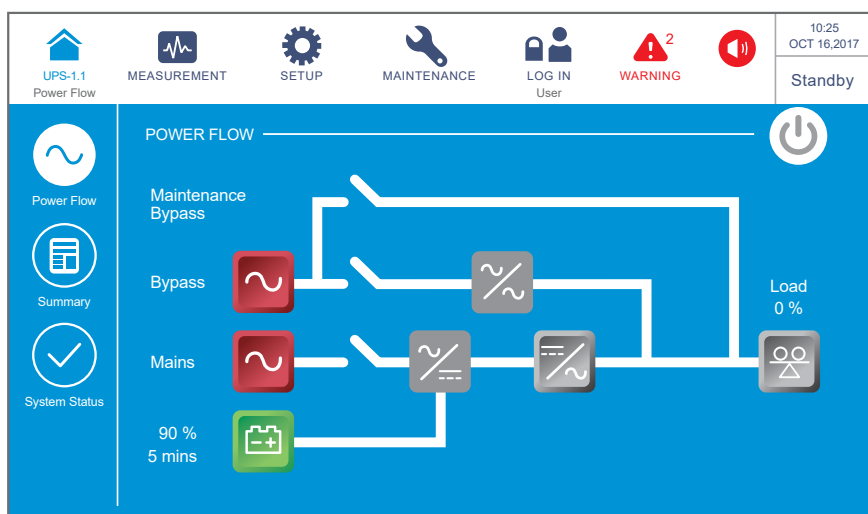 UPS-1.1
Power Flow
MEASUREMENT
SETUP
MAINTENANCE
LOG IN
User
2
WARNING
10:25
OCT 16,2017
Standby
POWER FLOW
Power Flow
Summary
System Status
Maintenance
Bypass
Bypass
Load
0 %
Mains
90 %
5 mins